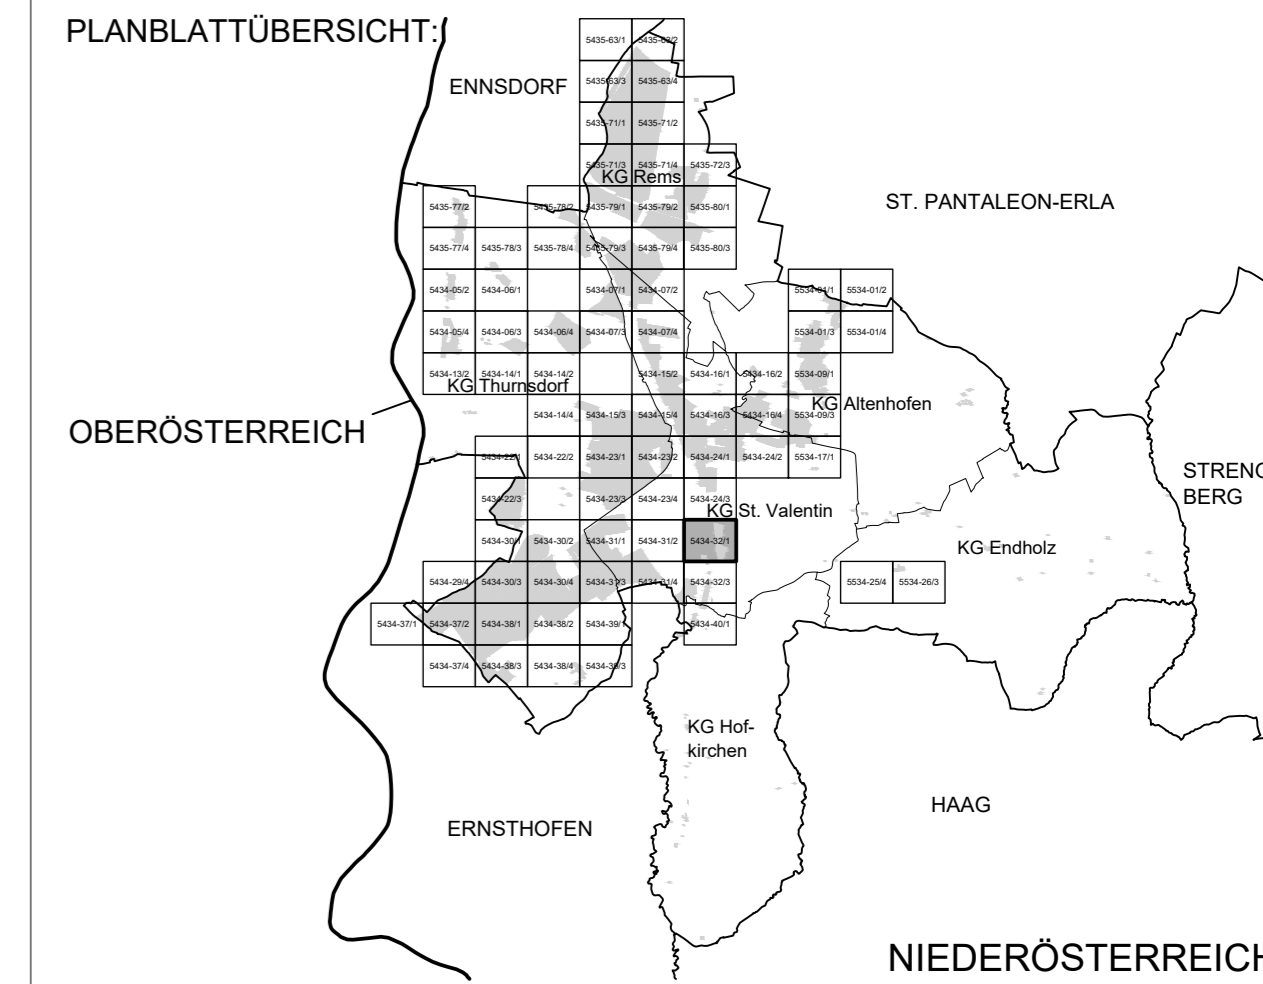 PLANBLATTÜBERSICHT:
5435-63/1 5435-63/2
ENNSDORF
5435-63/3 5435-63/4
5435-71/1 5435-71/2
5435-71/3 5435-71/4 5435-72/3
KG Rems
ST. PANTALEON-ERLA
5435-77/2 5435-78/2 5435-79/1 5435-79/2 5435-80/1
5435-77/4 5435-78/3 5435-78/4 5435-79/3 5435-79/4 5435-80/3
5434-05/2 5434-06/1 5434-07/1 5434-07/2 5534-01/1 5534-01/2
5434-05/4 5434-06/3 5434-06/4 5434-07/3 5434-07/4 5534-01/3 5534-01/4
5434-13/2 5434-14/1 5434-14/2 5434-15/2 5434-16/1 5434-16/2 5534-09/1
KG Thurnsdorf
KG Altenhofen
5434-14/4 5434-15/3 5434-15/4 5434-16/3 5434-16/4 5534-09/3
OBERÖSTERREICH
5434-22/1 5434-22/2 5434-23/1 5434-23/2 5434-24/1 5434-24/2 5534-17/1
STRENG
BERG
5434-22/3 5434-23/3 5434-23/4 5434-24/3
KG St. Valentin
5434-30/1 5434-30/2 5434-31/1 5434-31/2 5434-32/1
KG Endholz
5434-29/4 5434-30/3 5434-30/4 5434-31/3 5434-31/4 5434-32/3 5534-25/4 5534-26/3
5434-37/1 5434-37/2 5434-38/1 5434-38/2 5434-39/1 5434-40/1
5434-37/4 5434-38/3 5434-38/4 5434-39/3
KG Hof-
kirchen
HAAG
ERNSTHOFEN
NIEDERÖSTERREICH